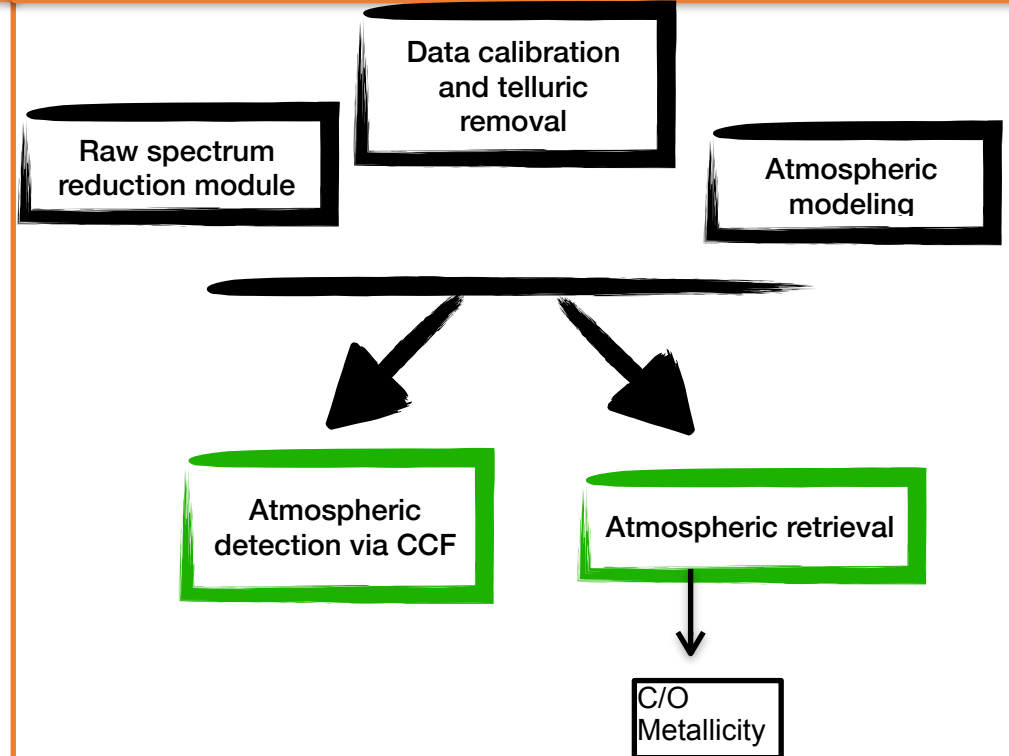 Data calibration
and telluric
removal
Raw spectrum
reduction module
Atmospheric
modeling
Atmospheric
detection via CCF
Atmospheric retrieval
C/O
Metallicity